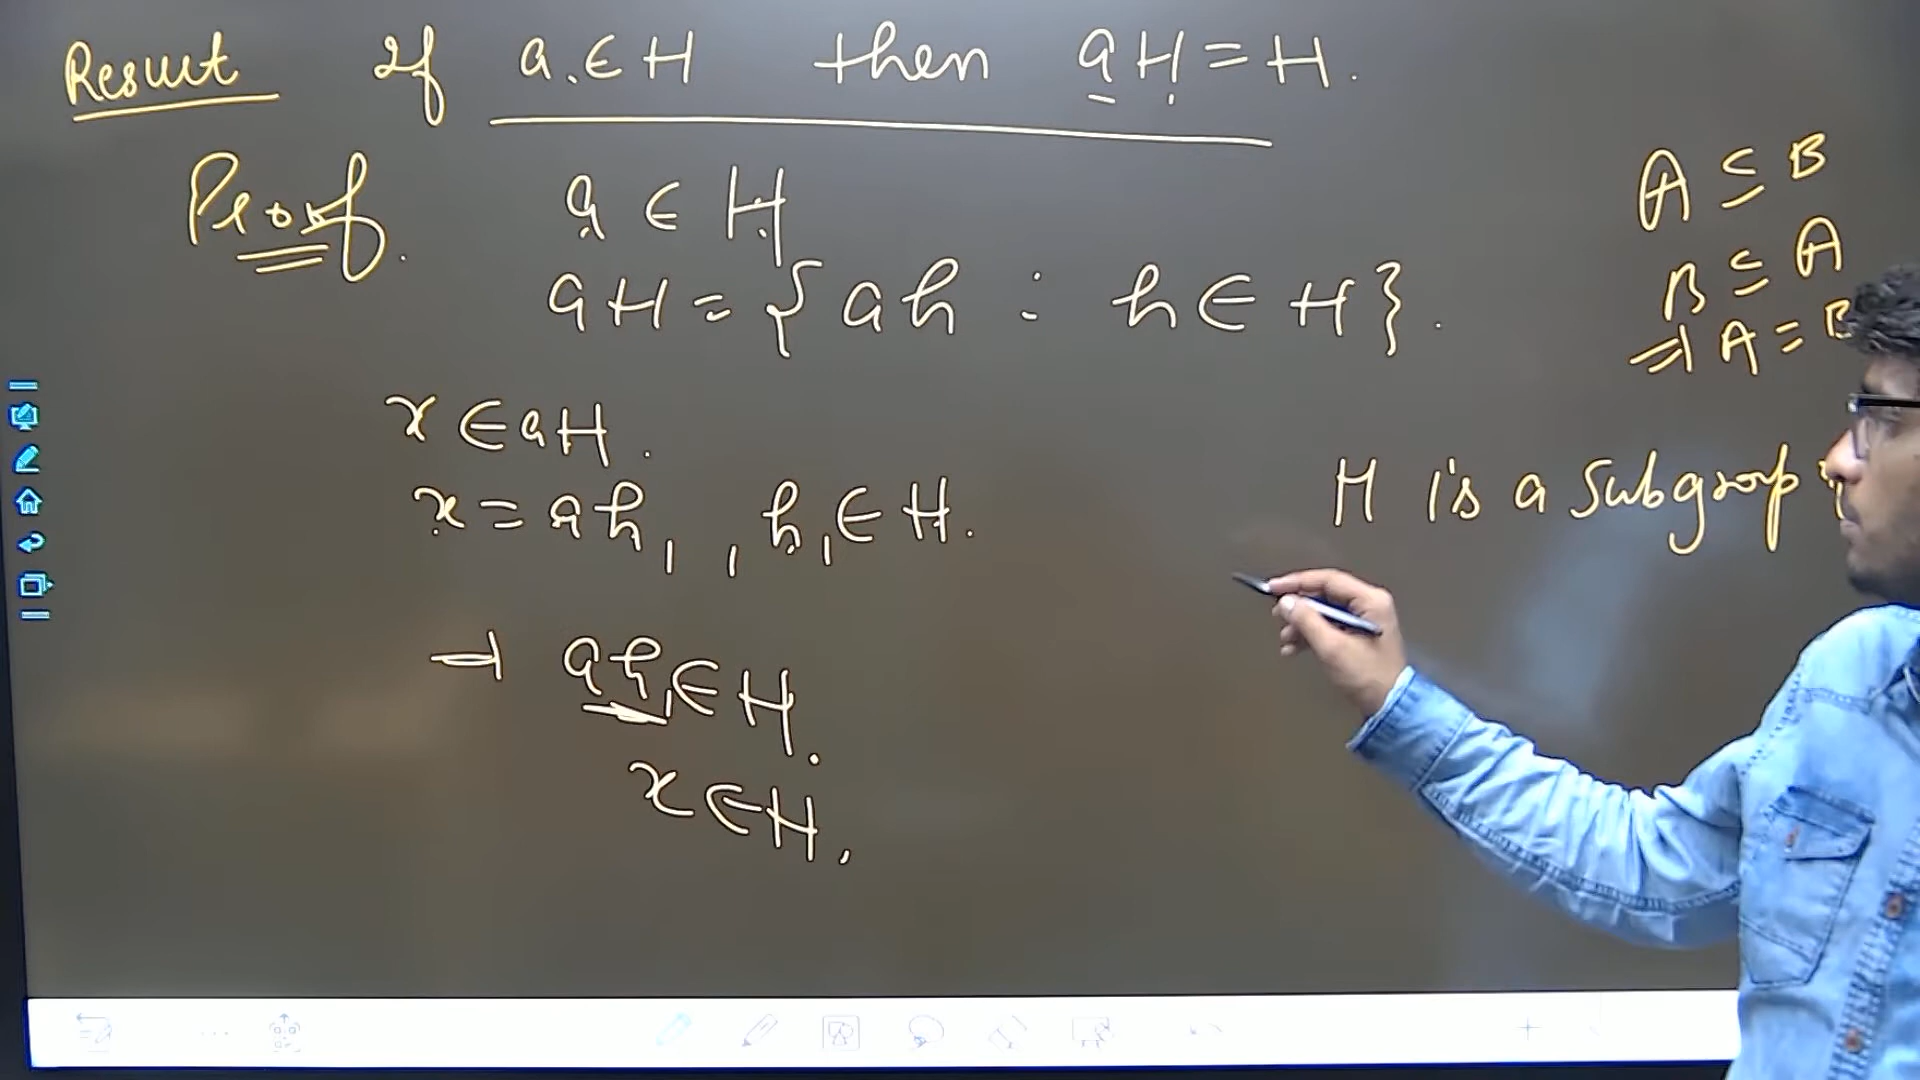 Result If a ∈ H then aH = H.
Proof. a ∈ H
aH = {ah : h ∈ H}.
x ∈ aH.
x = ah₁, h₁ ∈ H.
⇒ ah₁ ∈ H.
x ∈ H.
A ⊆ B
B ⊆ A
⇒ A = B
H is a Subgroup